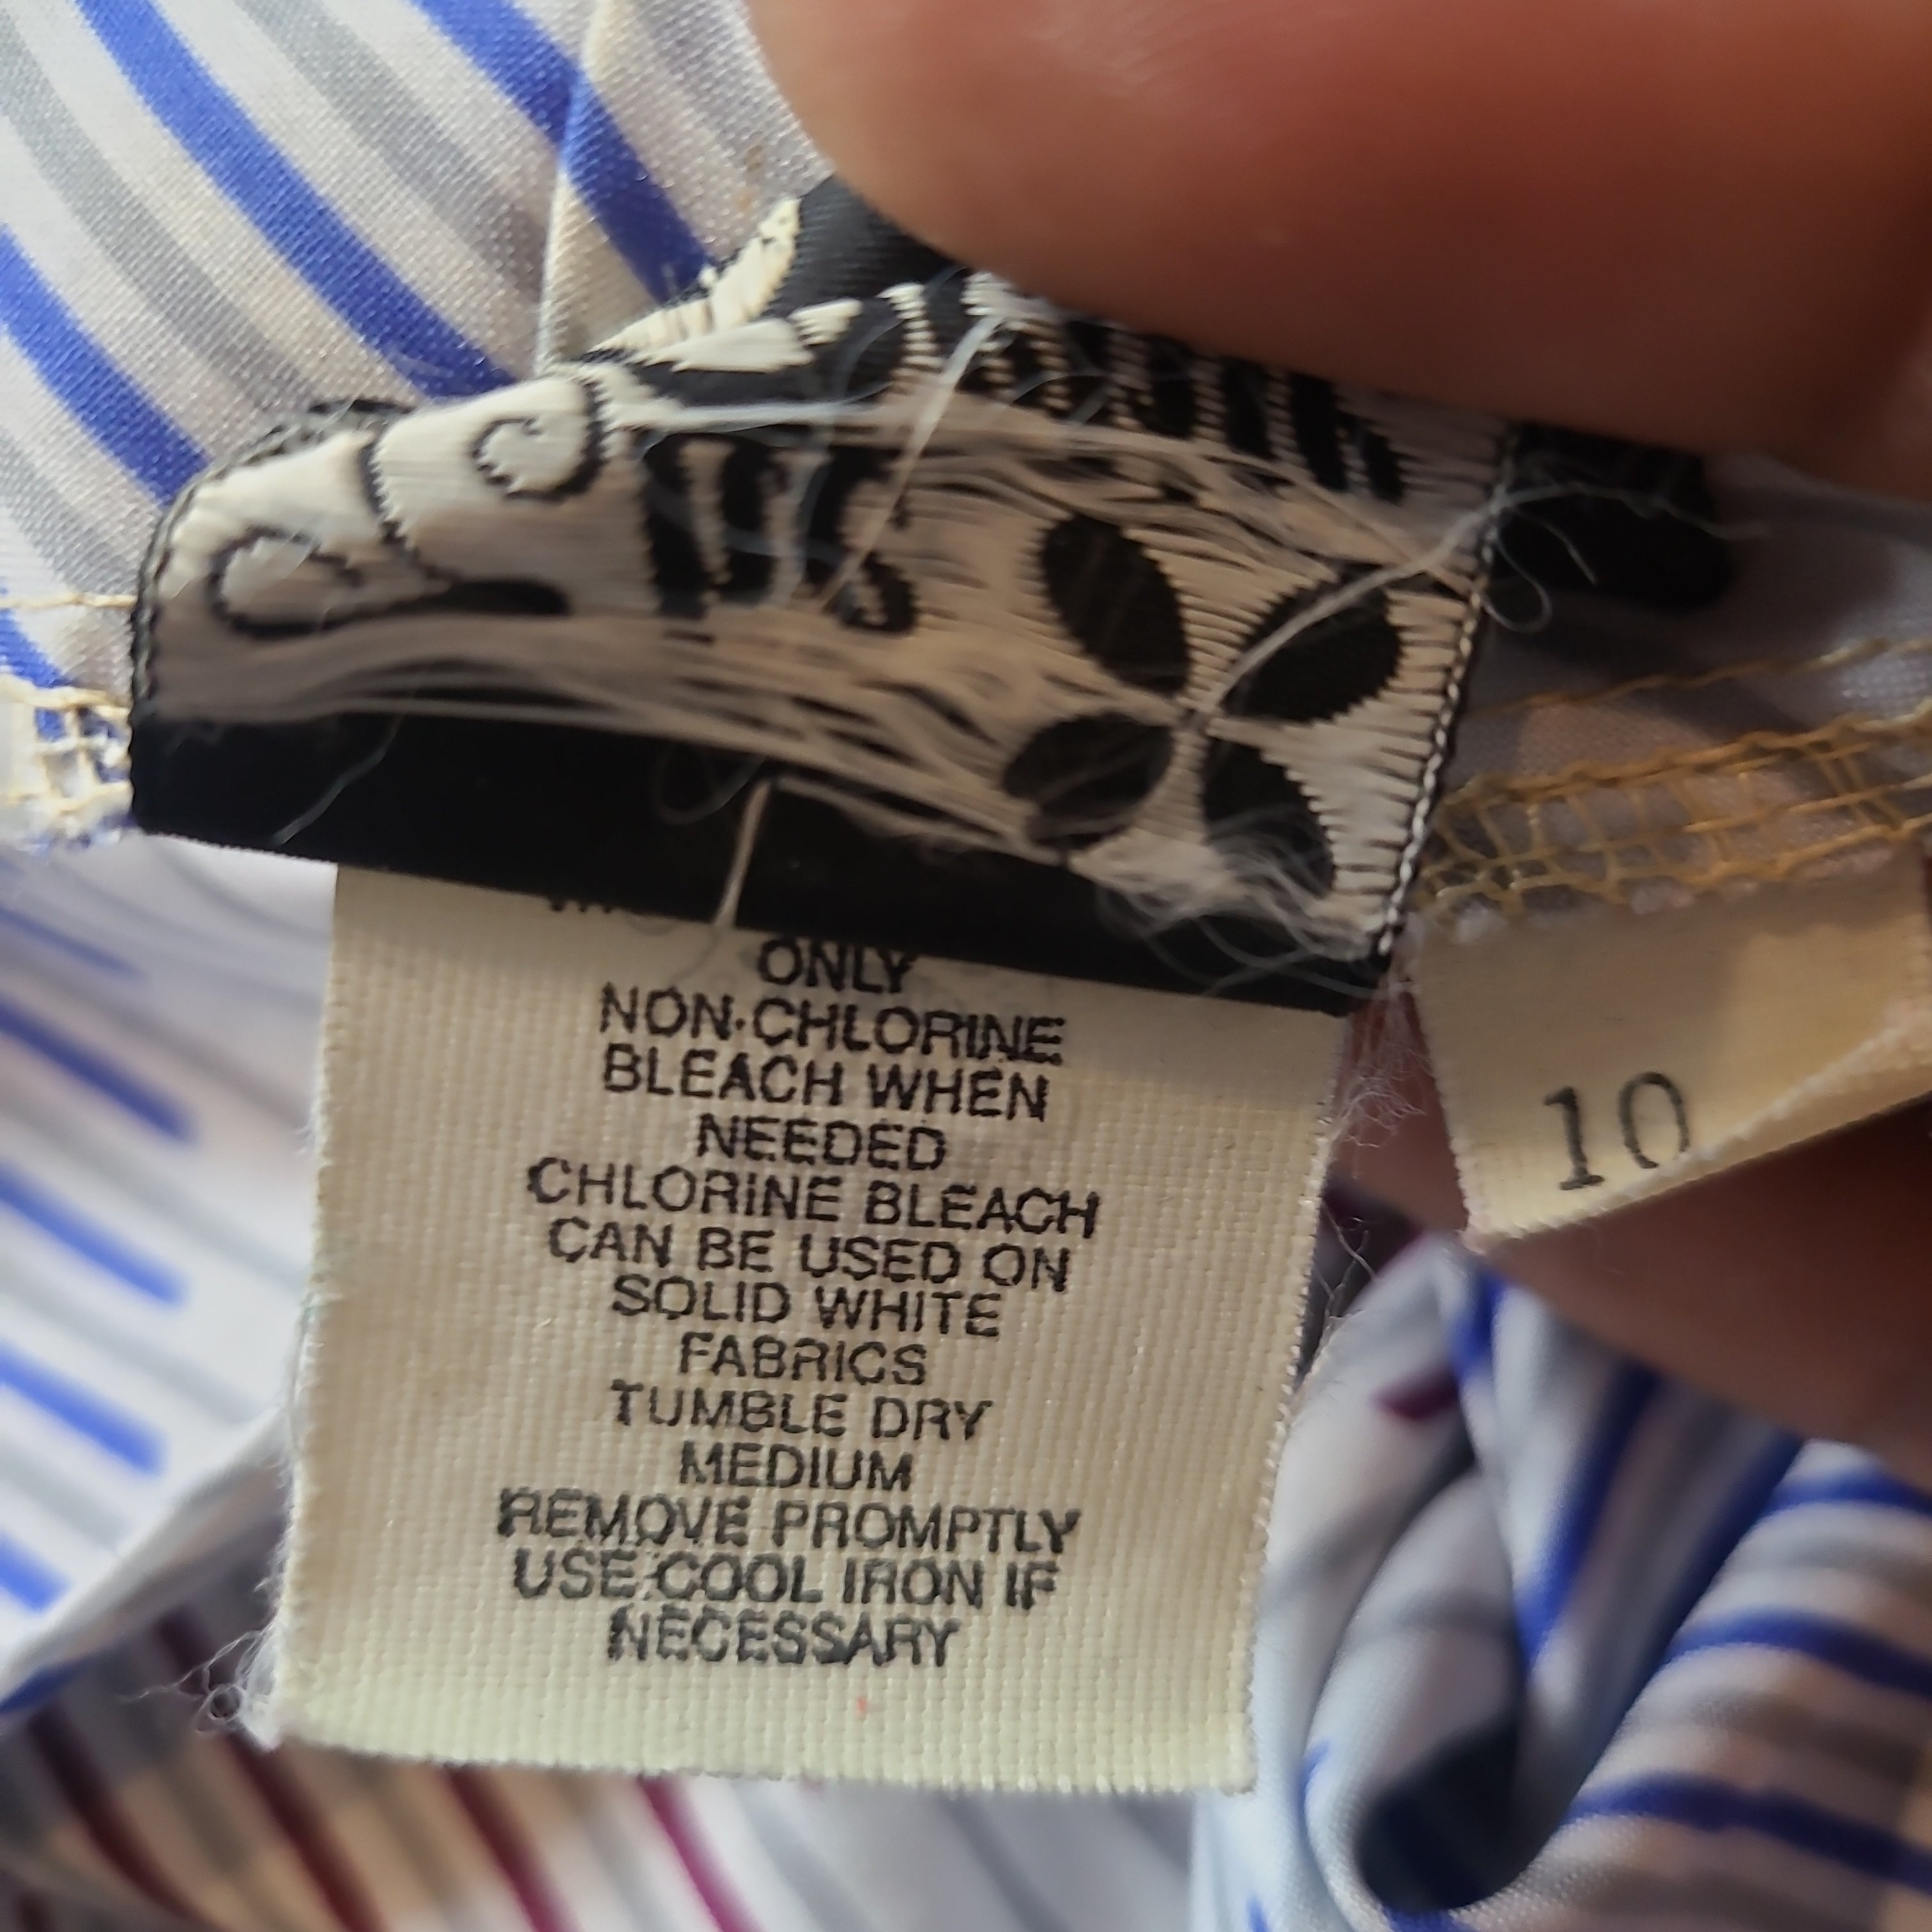 ONLY
NON-CHLORINE
BLEACH WHEN
NEEDED
CHLORINE BLEACH
CAN BE USED ON
SOLID WHITE
FABRICS
TUMBLE DRY
MEDIUM
REMOVE PROMPTLY
USE COOL IRON IF
NECESSARY
10